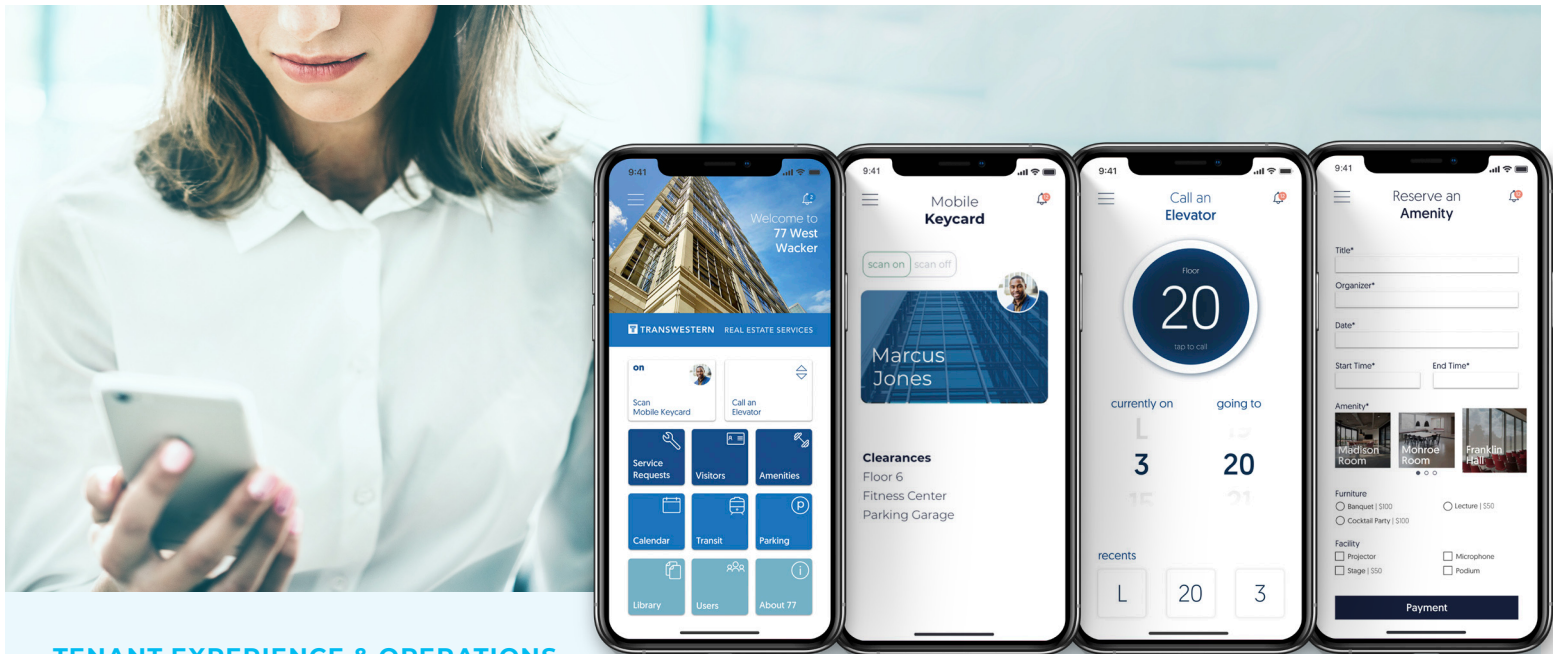 9:41
Welcome to
77 West
Wacker
TRANSWESTERN REAL ESTATE SERVICES
on
Scan
Mobile Keycard
Call an
Elevator
Service
Requests
Visitors
Amenities
Calendar
Transit
Parking
Library
Users
About 77
9:41
Mobile
Keycard
scan on
scan off
Marcus
Jones
Clearances
Floor 6
Fitness Center
Parking Garage
9:41
Call an
Elevator
Floor
20
tap to call
currently on going to
L 19
3 20
15 21
recents
L 20 3
9:41
Reserve an
Amenity
Title*
Organizer*
Date*
Start Time* End Time*
Amenity*
Madison
Room
Monroe
Room
Franklin
Hall
Furniture
Banquet | $100 Lecture | $50
Cocktail Party | $100
Facility
Projector Microphone
Stage | $50 Podium
Payment
TENANT EXPERIENCE & OPERATIONS